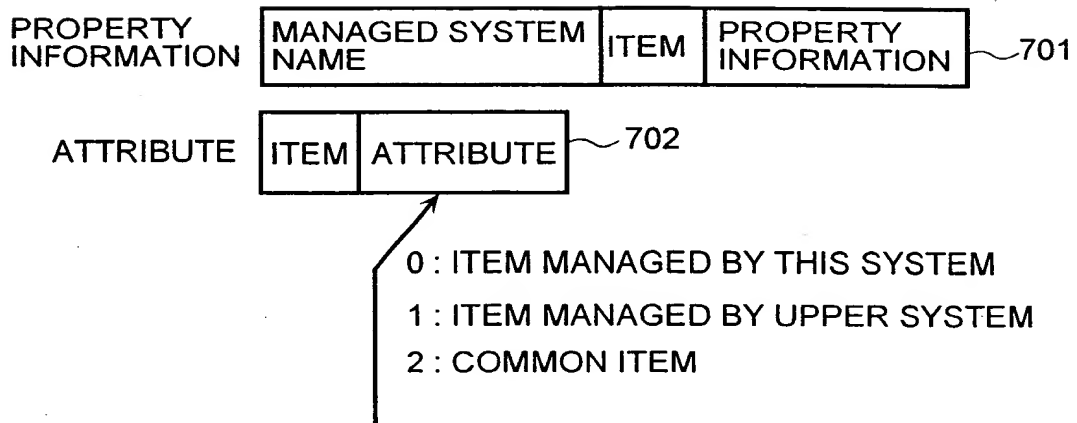 PROPERTY INFORMATION
MANAGED SYSTEM NAME
ITEM
PROPERTY INFORMATION
701
ATTRIBUTE
ITEM
ATTRIBUTE
702
0 : ITEM MANAGED BY THIS SYSTEM
1 : ITEM MANAGED BY UPPER SYSTEM
2 : COMMON ITEM